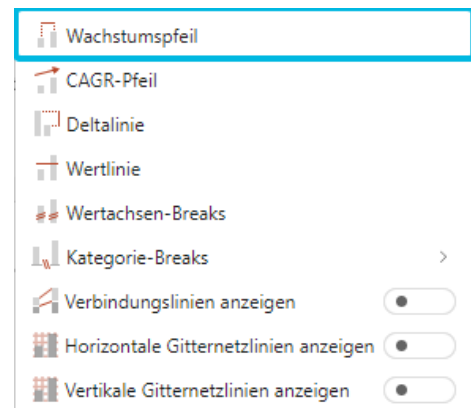 Wachstumspfeil
CAGR-Pfeil
Deltalinie
Wertlinie
Wertachsen-Breaks
Kategorie-Breaks
Verbindungslinien anzeigen
Horizontale Gitternetzlinien anzeigen
Vertikale Gitternetzlinien anzeigen